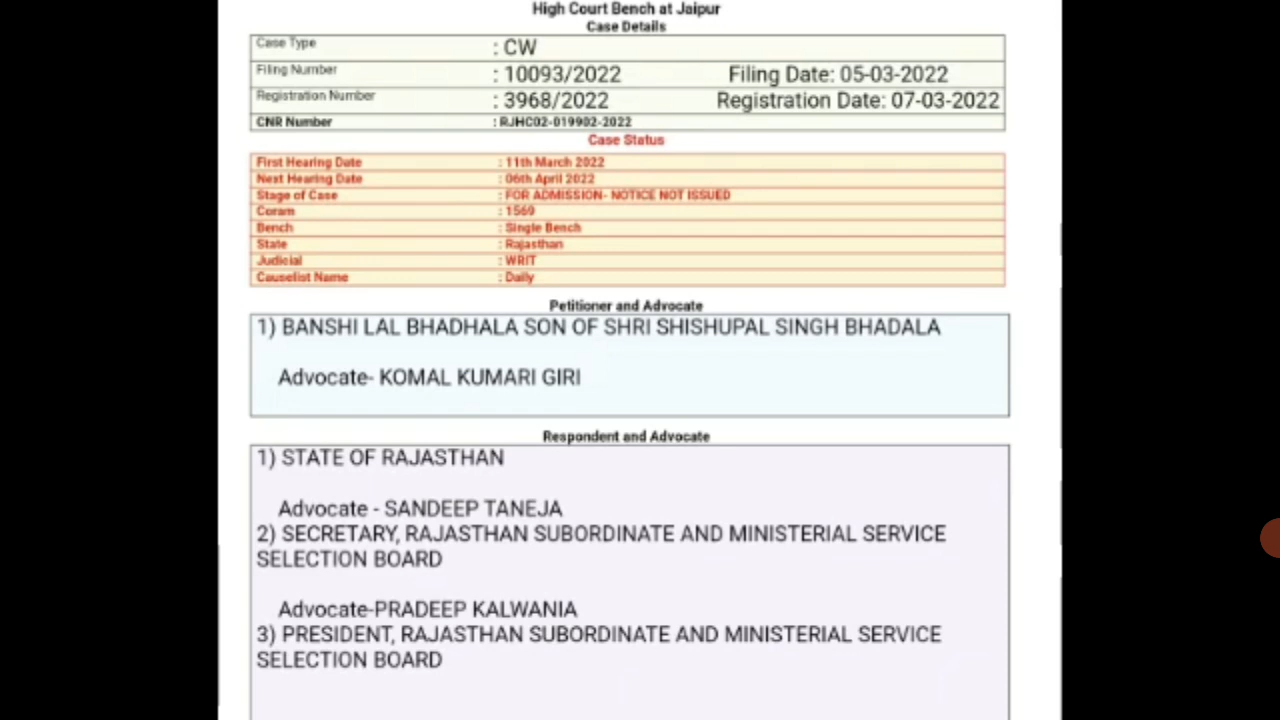 High Court Bench at Jaipur
Case Details
Case Type : CW
Filing Number : 10093/2022 Filing Date: 05-03-2022
Registration Number : 3968/2022 Registration Date: 07-03-2022
CNR Number : RJHC02-019902-2022
Case Status
First Hearing Date : 11th March 2022
Next Hearing Date : 06th April 2022
Stage of Case : FOR ADMISSION- NOTICE NOT ISSUED
Coram : 1569
Bench : Single Bench
State : Rajasthan
Judicial : WRIT
Causelist Name : Daily
Petitioner and Advocate
1) BANSHI LAL BHADHALA SON OF SHRI SHISHUPAL SINGH BHADALA
Advocate- KOMAL KUMARI GIRI
Respondent and Advocate
1) STATE OF RAJASTHAN
Advocate - SANDEEP TANEJA
2) SECRETARY, RAJASTHAN SUBORDINATE AND MINISTERIAL SERVICE
SELECTION BOARD
Advocate-PRADEEP KALWANIA
3) PRESIDENT, RAJASTHAN SUBORDINATE AND MINISTERIAL SERVICE
SELECTION BOARD